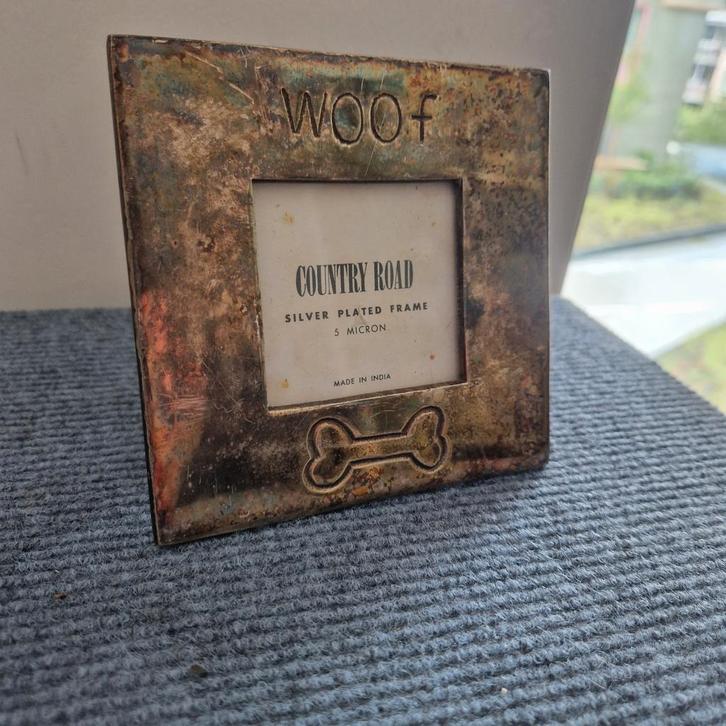 WOOf
COUNTRY ROAD
SILVER PLATED FRAME
5 MICRON
MADE IN INDIA